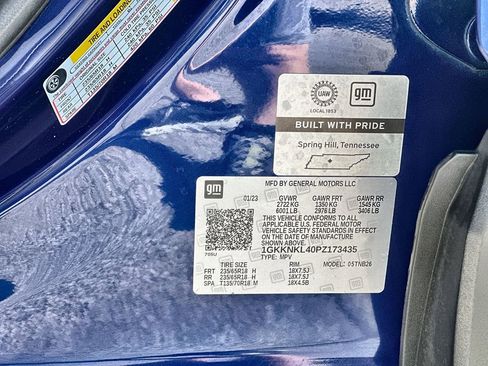 TIRE AND LOADING
UAW
LOCAL 1853
gm
BUILT WITH PRIDE
Spring Hill, Tennessee
gm
MFD BY GENERAL MOTORS LLC
01/23 GVWR GAWR FRT GAWR RR
2722 KG 1350 KG 1545 KG
6001 LB 2976 LB 3406 LB
THIS VEHICLE CONFORMS TO ALL
APPLICABLE U.S. FEDERAL MOTOR
VEHICLE SAFETY STANDARDS IN EFFECT
ON THE DATE OF MANUFACTURE
SHOWN ABOVE.
1GKKNKL40PZ173435
TYPE: MPV
TIRE SIZE RIM MODEL: 05TNB26
FRT 235/65R18 H 18X7.5J
RR 235/65R18 H 18X7.5J
SPA T135/70R18 M 18X4.5B